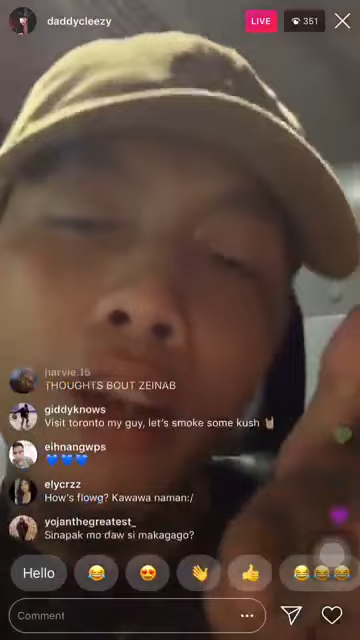 daddycleezy
LIVE
351
harvie.15
THOUGHTS BOUT ZEINAB
giddyknows
Visit toronto my guy, let's smoke some kush 🤘
eihnangwps
💙💙💙
elycrzz
How's flowg? Kawawa naman:/
yojanthegreatest_
Sinapak mo daw si makagago?
Hello
Comment